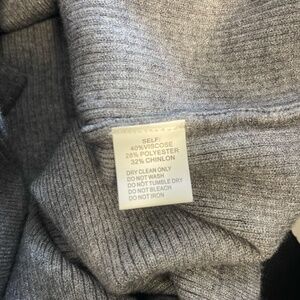 SELF:
40%VISCOSE
28% POLYESTER
32% CHINLON
DRY CLEAN ONLY
DO NOT WASH
DO NOT TUMBLE DRY
DO NOT BLEACH
DO NOT IRON